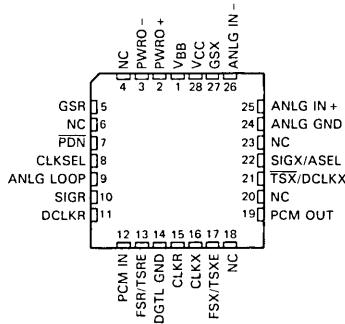 NC
PWRO -
PWRO +
VBB
VCC
GSX
ANLG IN -
4 3 2 1 28 27 26
GSR 5
NC 6
PDN 7
CLKSEL 8
ANLG LOOP 9
SIGR 10
DCLKR 11
25 ANLG IN +
24 ANLG GND
23 NC
22 SIGX/ASEL
21 TSX/DCLKX
20 NC
19 PCM OUT
12 13 14 15 16 17 18
PCM IN
FSR/TSRE
DGTL GND
CLKR
CLKX
FSX/TSXE
NC